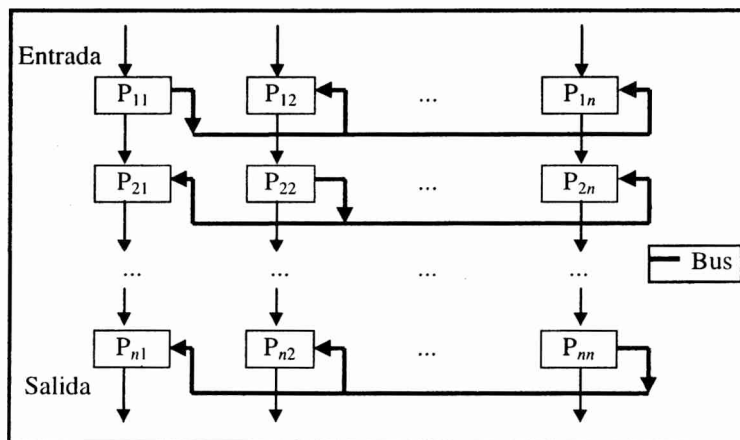 Entrada
P11 P12 ... P1n
P21 P22 ... P2n
... ... ... ...
Bus
Pn1 Pn2 ... Pnn
Salida